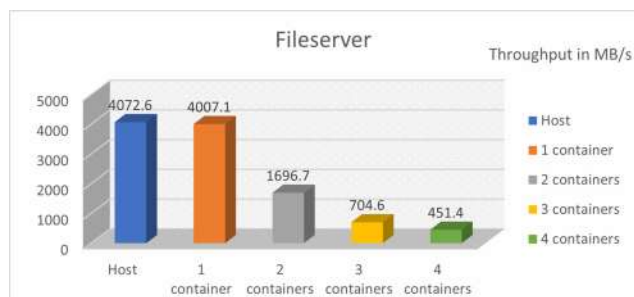 Fileserver
Throughput in MB/s
5000
4000
3000
2000
1000
0
4072.6
4007.1
1696.7
704.6
451.4
Host
1 container
2 containers
3 containers
4 containers
Host
1
container
2
containers
3
containers
4
containers